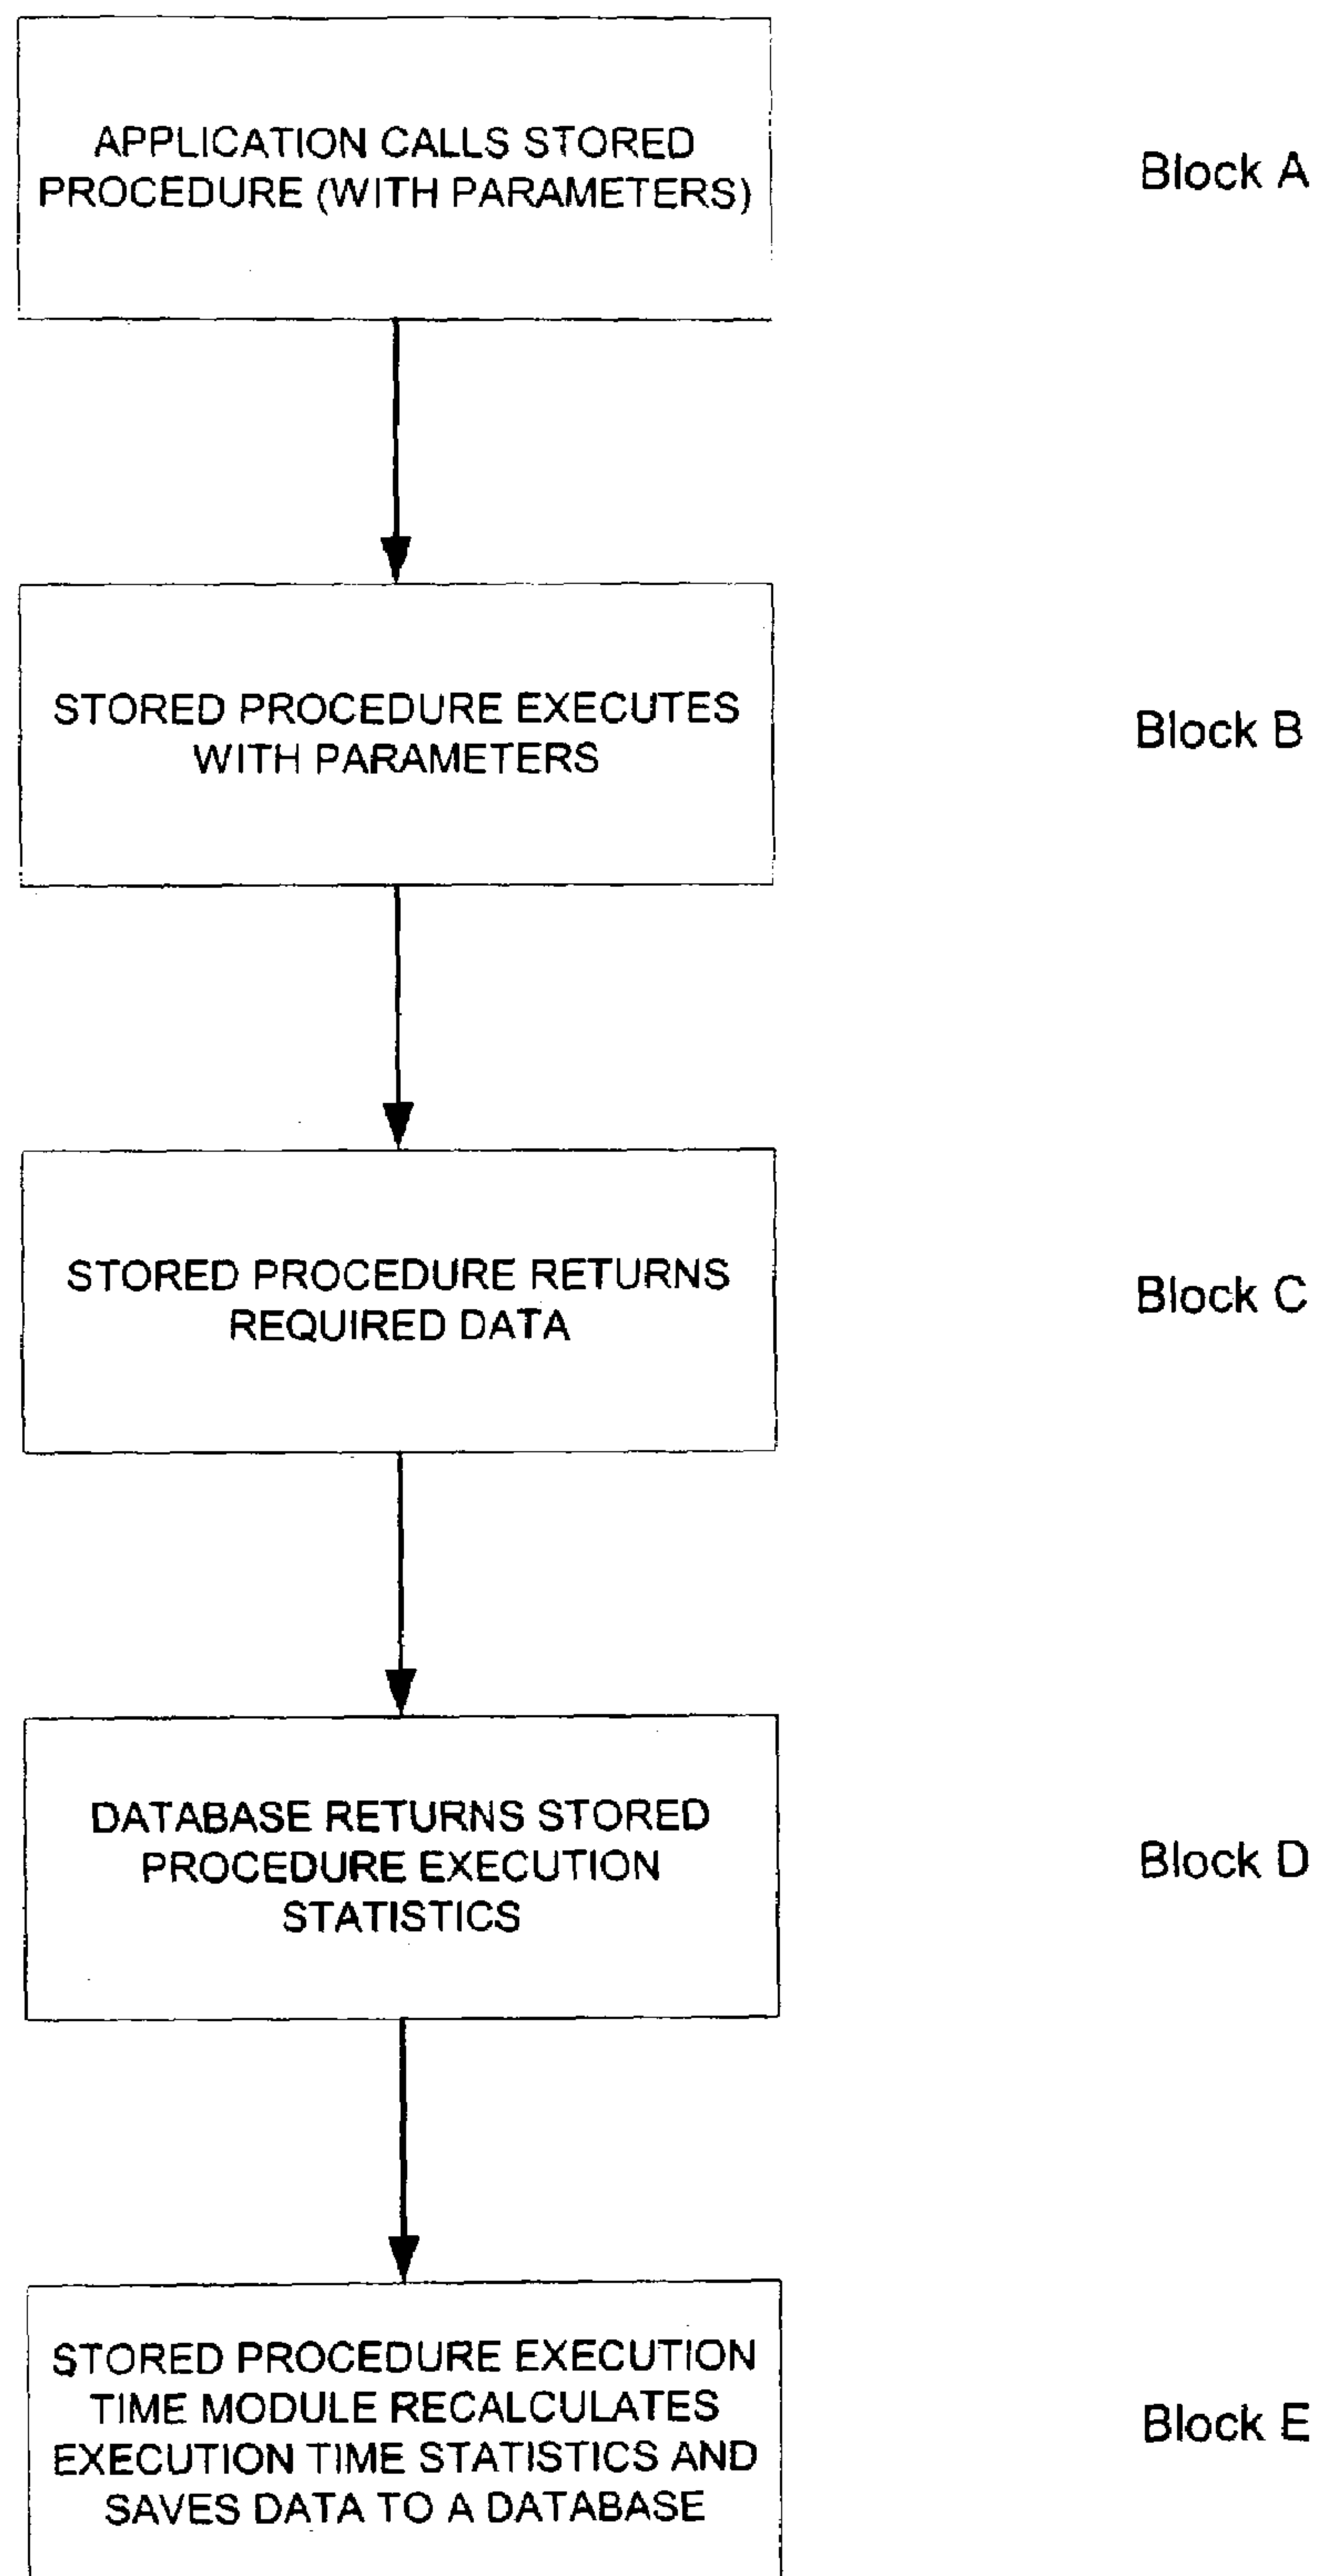 APPLICATION CALLS STORED
PROCEDURE (WITH PARAMETERS)
Block A
STORED PROCEDURE EXECUTES
WITH PARAMETERS
Block B
STORED PROCEDURE RETURNS
REQUIRED DATA
Block C
DATABASE RETURNS STORED
PROCEDURE EXECUTION
STATISTICS
Block D
STORED PROCEDURE EXECUTION
TIME MODULE RECALCULATES
EXECUTION TIME STATISTICS AND
SAVES DATA TO A DATABASE
Block E